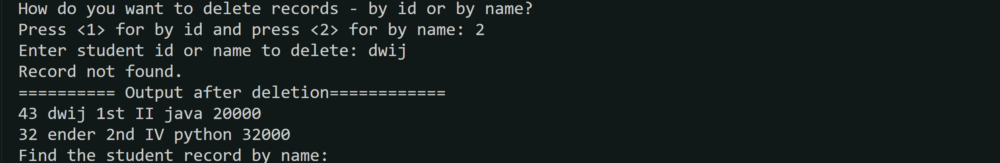 How do you want to delete records - by id or by name?
Press <1> for by id and press <2> for by name: 2
Enter student id or name to delete: dwij
Record not found.
========== Output after deletion============
43 dwij 1st II java 20000
32 ender 2nd IV python 32000
Find the student record by name: